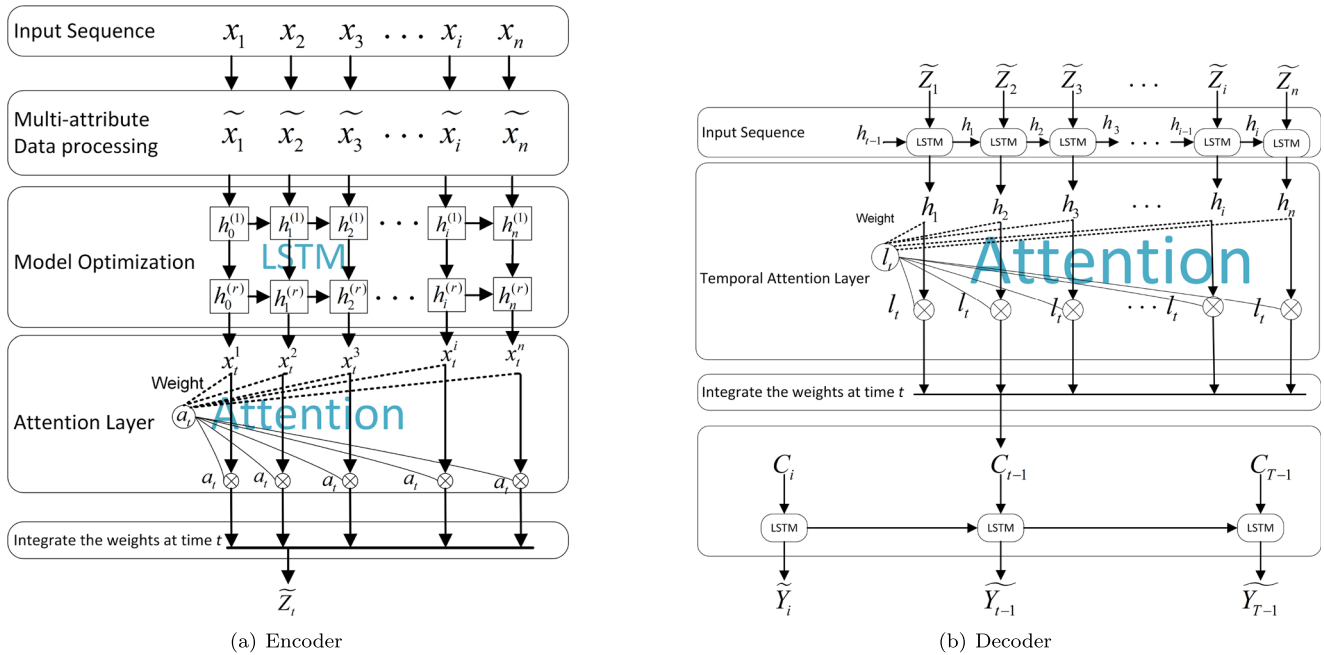 Input Sequence x₁ x₂ x₃ ··· xᵢ xₙ
Multi-attribute
Data processing
x̃₁ x̃₂ x̃₃ ··· x̃ᵢ x̃ₙ
h₀⁽¹⁾ h₁⁽¹⁾ h₂⁽¹⁾ ··· hᵢ⁽¹⁾ hₙ⁽¹⁾
LSTM
Model Optimization
h₀⁽ʳ⁾ h₁⁽ʳ⁾ h₂⁽ʳ⁾ ··· hᵢ⁽ʳ⁾ hₙ⁽ʳ⁾
xₜ¹ xₜ² xₜ³ xₜⁱ xₜⁿ
Weight
aₜ
Attention
Attention Layer
aₜ aₜ aₜ aₜ aₜ
Integrate the weights at time t
Z̃ₜ
(a) Encoder
Z̃₁ Z̃₂ Z̃₃ ··· Z̃ᵢ Z̃ₙ
Input Sequence
hₜ₋₁ h₁ h₂ h₃ hᵢ₋₁ hᵢ
LSTM LSTM LSTM ··· LSTM LSTM
h₁ h₂ h₃ ··· hᵢ hₙ
Weight
lₜ
Attention
Temporal Attention Layer
lₜ lₜ lₜ ··· lₜ lₜ
Integrate the weights at time t
Cᵢ Cₜ₋₁ C_T₋₁
LSTM LSTM LSTM
Ỹᵢ Ỹₜ₋₁ Ỹ_T₋₁
(b) Decoder